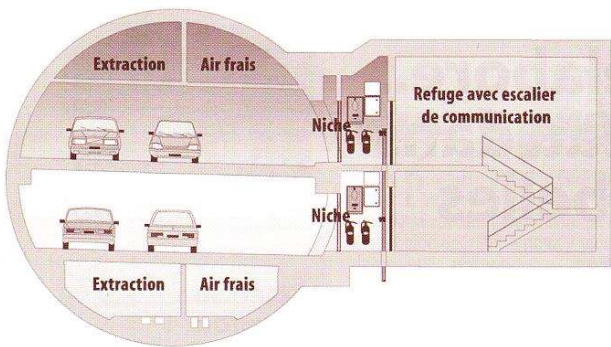 Extraction
Air frais
Refuge avec escalier
de communication
Niche
Niche
Extraction
Air frais